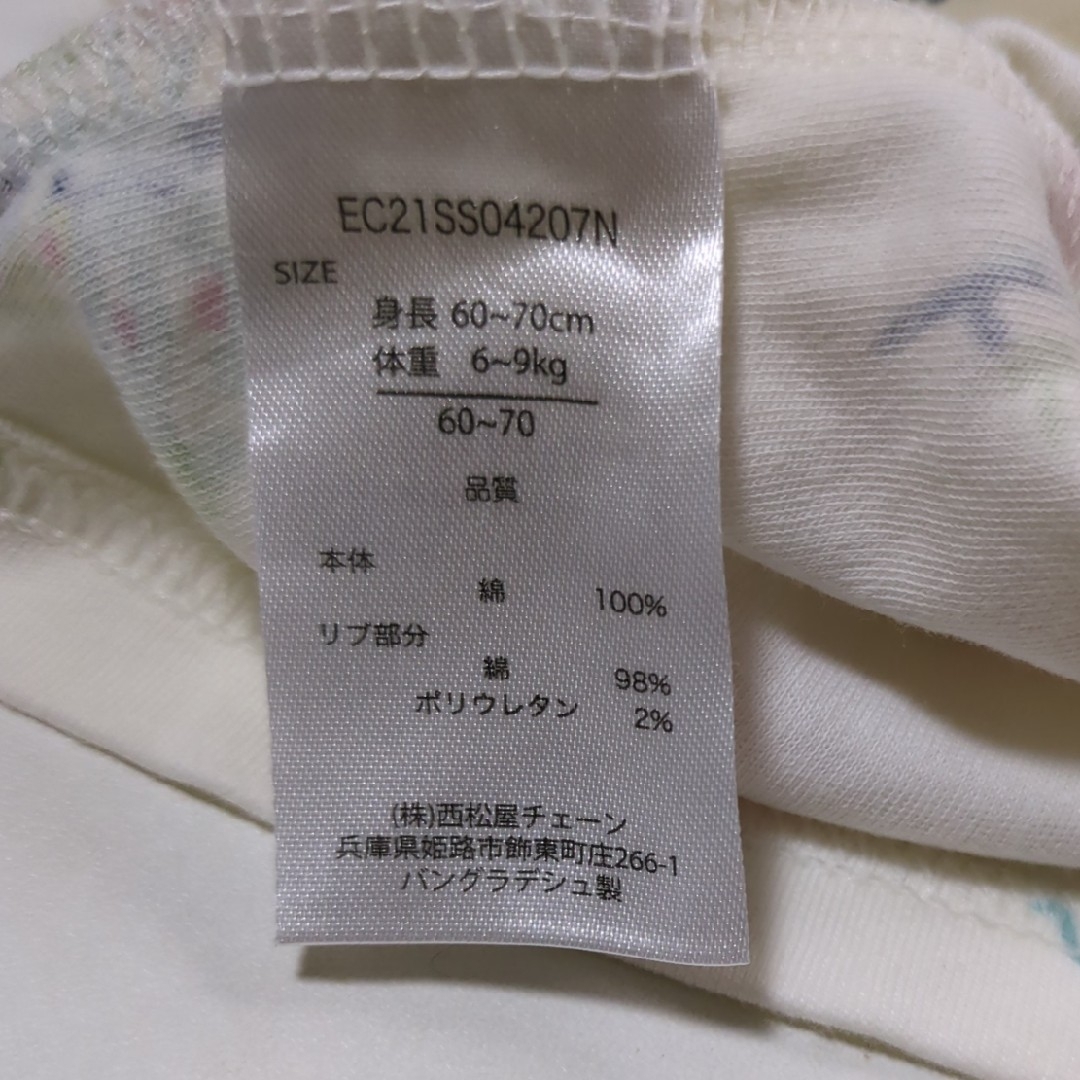 EC21SS04207N
SIZE
身長 60~70cm
体重 6~9kg
60~70
品質
本体
綿 100%
リブ部分
綿 98%
ポリウレタン 2%
(株)西松屋チェーン
兵庫県姫路市飾東町庄266-1
バングラデシュ製